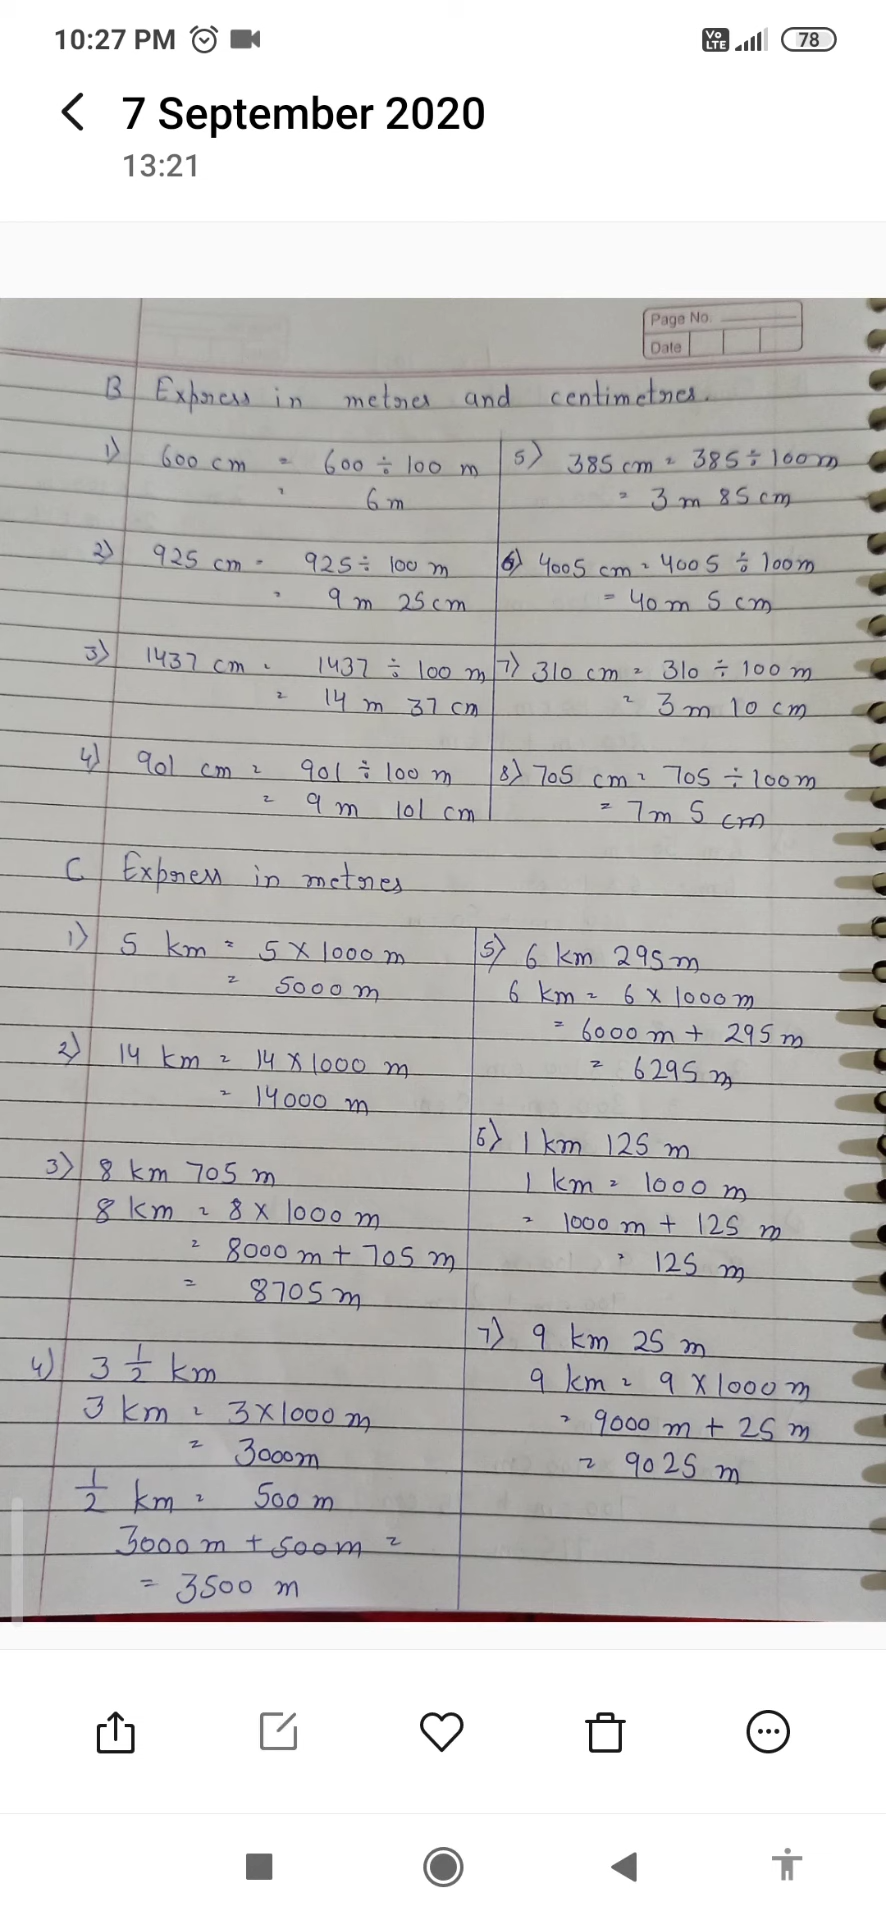 10:27 PM
Vo LTE 78
7 September 2020
13:21
Page No.
Date
B Express in metres and centimetres.
1) 600 cm = 600 ÷ 100 m
= 6 m
2) 925 cm = 925 ÷ 100 m
= 9 m 25 cm
3) 1437 cm = 1437 ÷ 100 m
= 14 m 37 cm
4) 901 cm = 901 ÷ 100 m
= 9 m 101 cm
5) 385 cm = 385 ÷ 100 m
= 3 m 85 cm
6) 4005 cm = 4005 ÷ 100 m
= 40 m 5 cm
7) 310 cm = 310 ÷ 100 m
= 3 m 10 cm
8) 705 cm = 705 ÷ 100 m
= 7 m 5 cm
C Express in metres
1) 5 km = 5 × 1000 m
= 5000 m
2) 14 km = 14 × 1000 m
= 14000 m
3) 8 km 705 m
8 km = 8 × 1000 m
= 8000 m + 705 m
= 8705 m
4) 3 1/2 km
3 km = 3 × 1000 m
= 3000 m
1/2 km = 500 m
3000 m + 500 m =
= 3500 m
5) 6 km 295 m
6 km = 6 × 1000 m
= 6000 m + 295 m
= 6295 m
6) 1 km 125 m
1 km = 1000 m
= 1000 m + 125 m
= 125 m
7) 9 km 25 m
9 km = 9 × 1000 m
= 9000 m + 25 m
= 9025 m